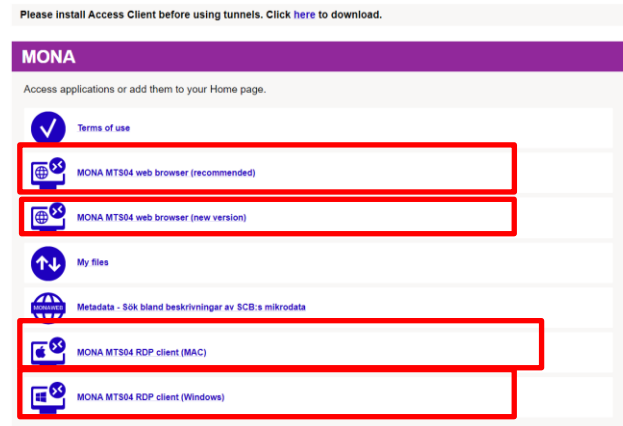 Please install Access Client before using tunnels. Click here to download.
MONA
Access applications or add them to your Home page.
Terms of use
MONA MTS04 web browser (recommended)
MONA MTS04 web browser (new version)
My files
MONAWEB
Metadata - Sök bland beskrivningar av SCB:s mikrodata
MONA MTS04 RDP client (MAC)
MONA MTS04 RDP client (Windows)